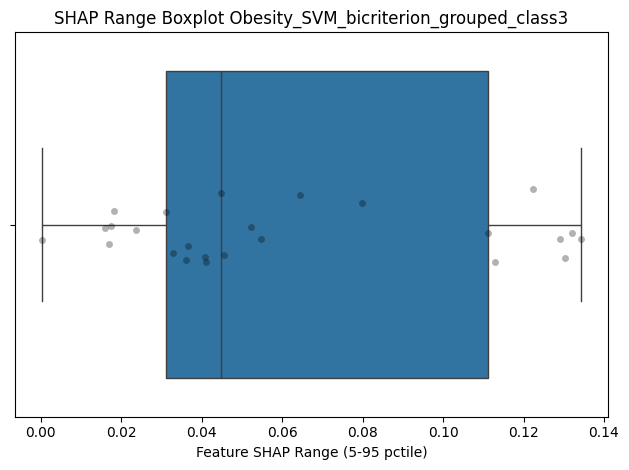 SHAP Range Boxplot Obesity_SVM_bicriterion_grouped_class3
0.00 0.02 0.04 0.06 0.08 0.10 0.12 0.14
Feature SHAP Range (5-95 pctile)